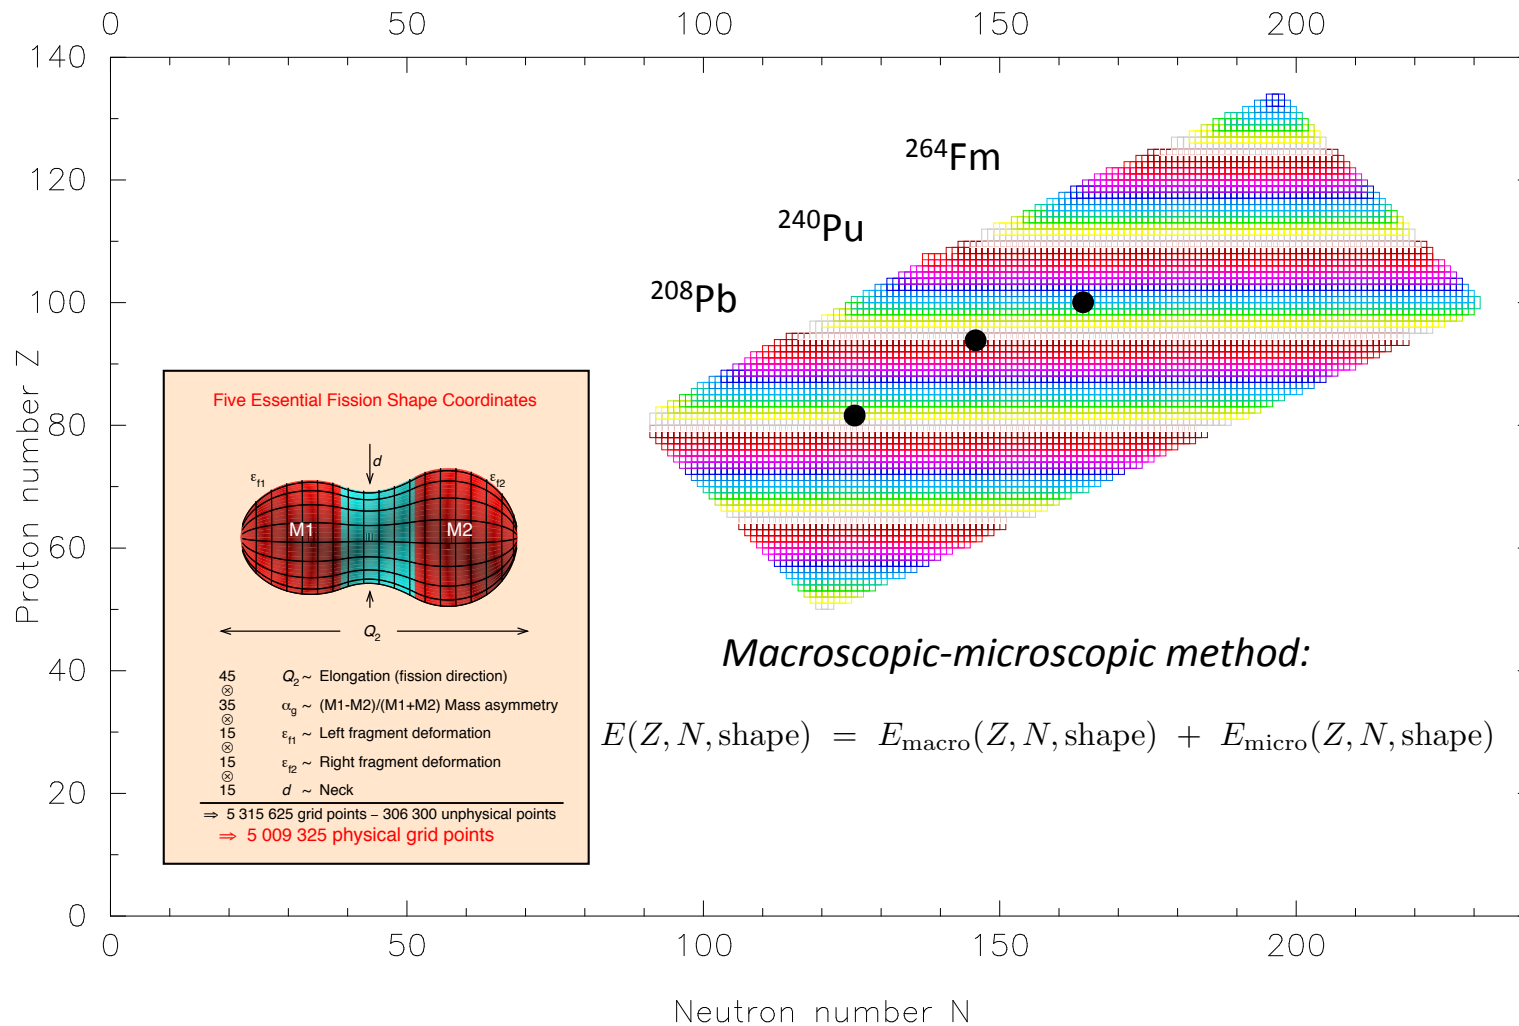 0 50 100 150 200
140
120
100
80
60
40
20
0
Proton number Z
²⁶⁴Fm
²⁴⁰Pu
²⁰⁸Pb
Five Essential Fission Shape Coordinates
d
εf1 εf2
M1 M2
Q₂
45 Q₂ ~ Elongation (fission direction)
⊗
35 αg ~ (M1-M2)/(M1+M2) Mass asymmetry
⊗
15 εf1 ~ Left fragment deformation
⊗
15 εf2 ~ Right fragment deformation
⊗
15 d ~ Neck
⇒ 5 315 625 grid points − 306 300 unphysical points
⇒ 5 009 325 physical grid points
Macroscopic-microscopic method:
E(Z, N, shape) = E_macro(Z, N, shape) + E_micro(Z, N, shape)
0 50 100 150 200
Neutron number N